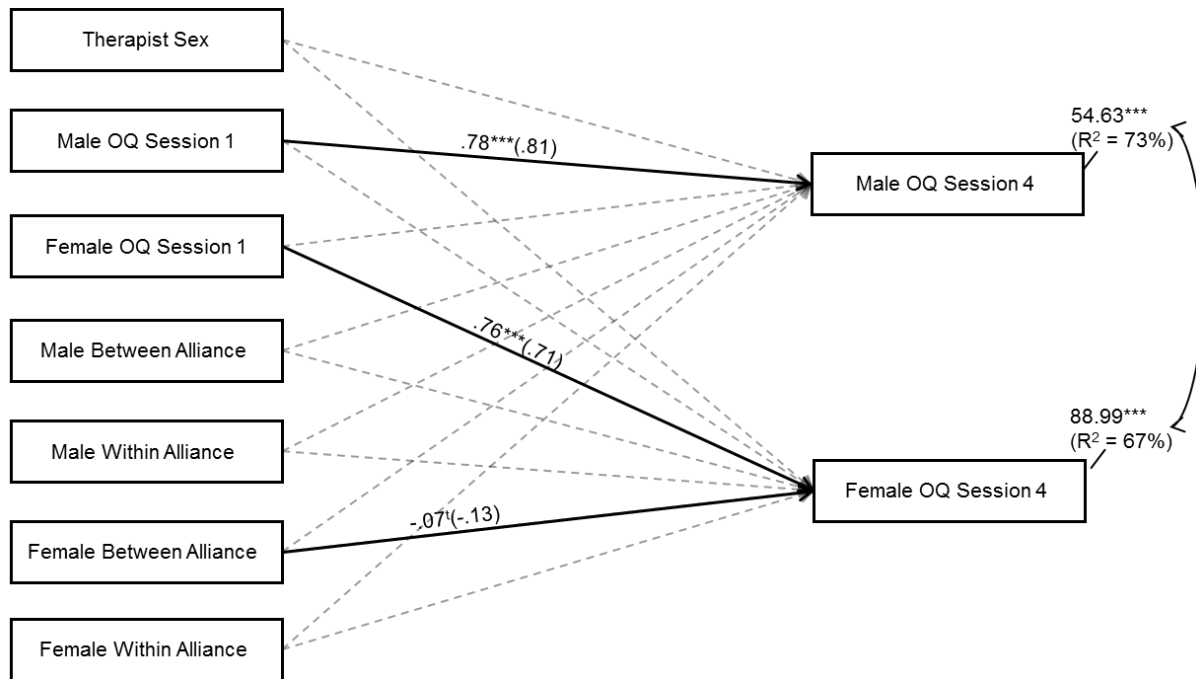 Therapist Sex
Male OQ Session 1
Female OQ Session 1
Male Between Alliance
Male Within Alliance
Female Between Alliance
Female Within Alliance
.78***(.81)
.76***(.71)
-.07ᵗ(-.13)
Male OQ Session 4
54.63***
(R² = 73%)
Female OQ Session 4
88.99***
(R² = 67%)